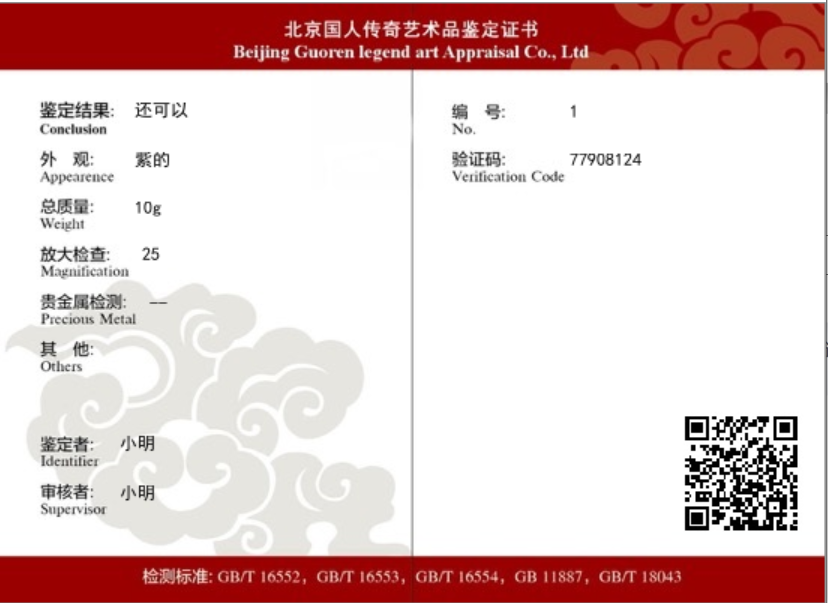 北京国人传奇艺术品鉴定证书
Beijing Guoren legend art Appraisal Co., Ltd
鉴定结果: 还可以
Conclusion
外 观: 紫的
Appearence
总质量: 10g
Weight
放大检查: 25
Magnification
贵金属检测: ——
Precious Metal
其 他:
Others
鉴定者: 小明
Identifier
审核者: 小明
Supervisor
编 号: 1
No.
验证码: 77908124
Verification Code
检测标准: GB/T 16552, GB/T 16553, GB/T 16554, GB 11887, GB/T 18043